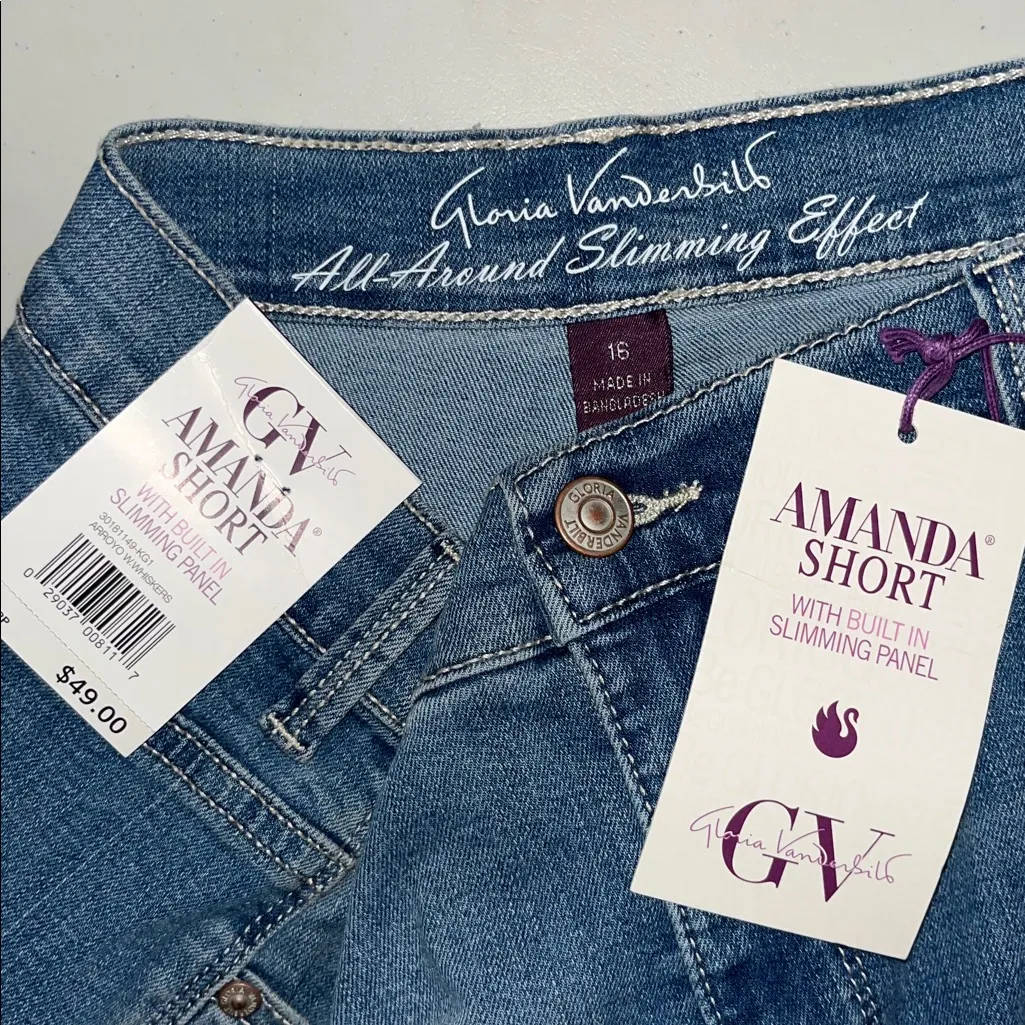 Gloria Vanderbilt
All-Around Slimming Effect
16
MADE IN
BANGLADESH
GLORIA VANDERBILT
GV
Gloria Vanderbilt
AMANDA®
SHORT
WITH BUILT IN
SLIMMING PANEL
30181149-KG1
ARROYO W.WHISKERS
0 29037 00811 7
$49.00
AMANDA®
SHORT
WITH BUILT IN
SLIMMING PANEL
GV
Gloria Vanderbilt